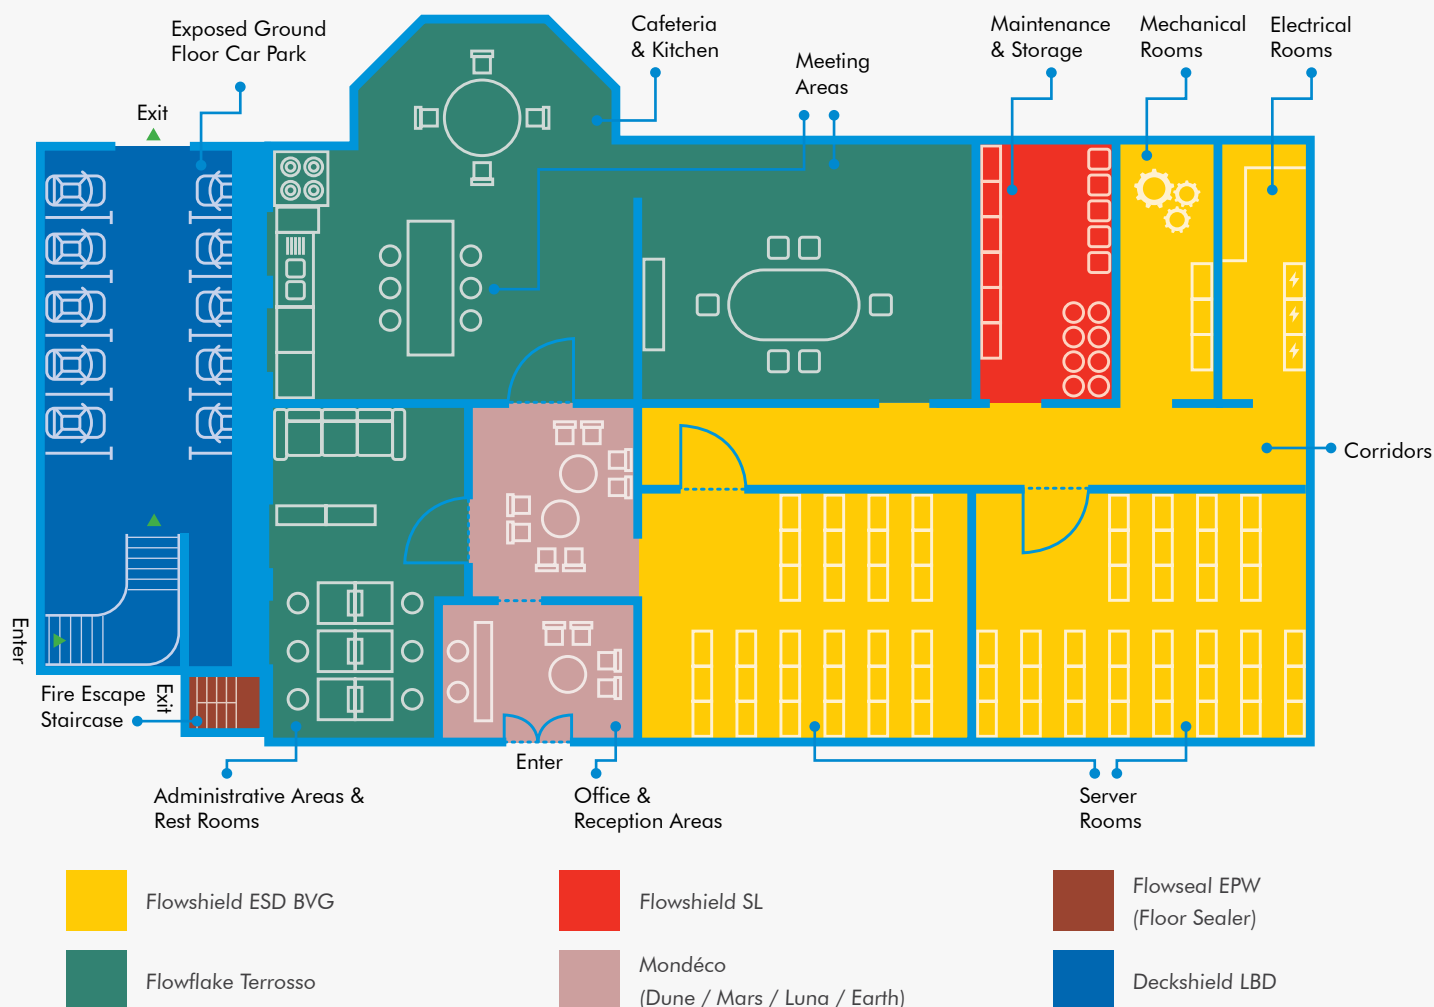 Exposed Ground
Floor Car Park
Cafeteria
& Kitchen
Meeting
Areas
Maintenance
& Storage
Mechanical
Rooms
Electrical
Rooms
Exit
Corridors
Enter
Fire Escape
Staircase
Exit
Enter
Administrative Areas &
Rest Rooms
Office &
Reception Areas
Server
Rooms
Flowshield ESD BVG
Flowshield SL
Flowseal EPW
(Floor Sealer)
Flowflake Terrosso
Mondéco
(Dune / Mars / Luna / Earth)
Deckshield LBD